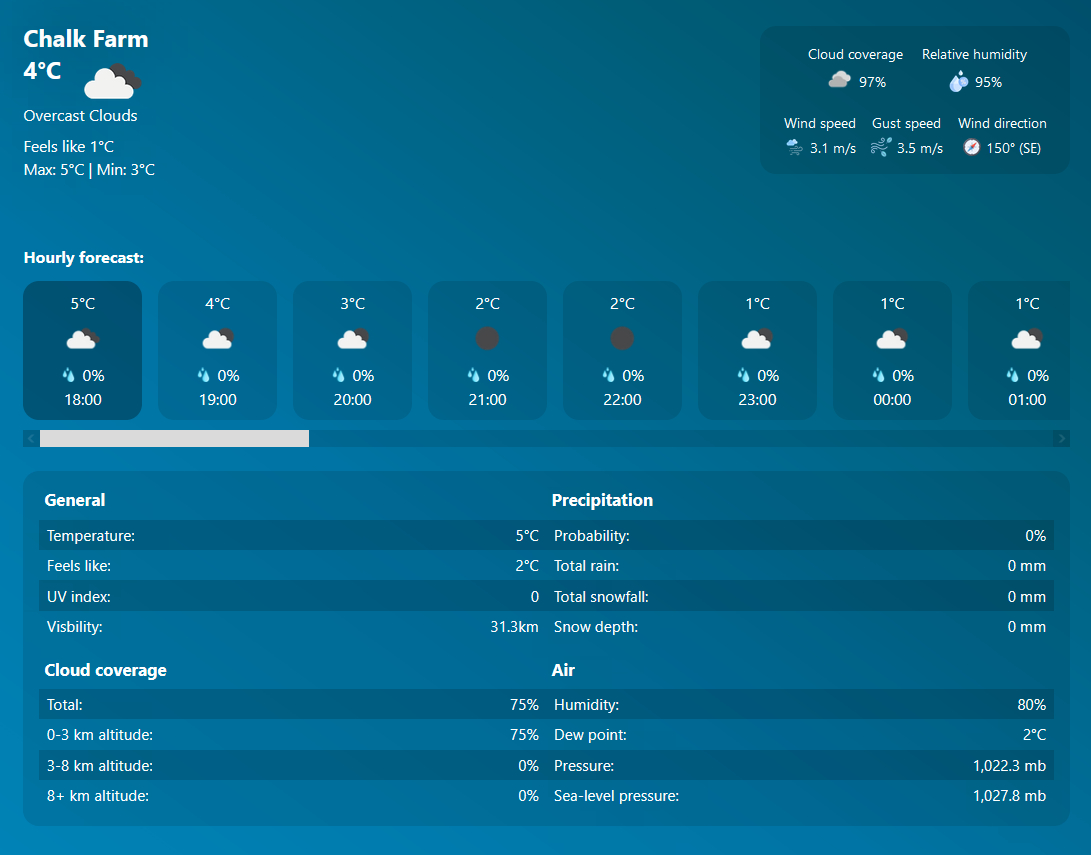 Chalk Farm
4°C
Overcast Clouds
Feels like 1°C
Max: 5°C | Min: 3°C
Cloud coverage Relative humidity
97% 95%
Wind speed Gust speed Wind direction
3.1 m/s 3.5 m/s 150° (SE)
Hourly forecast:
5°C 4°C 3°C 2°C 2°C 1°C 1°C 1°C
0% 0% 0% 0% 0% 0% 0% 0%
18:00 19:00 20:00 21:00 22:00 23:00 00:00 01:00
General Precipitation
Temperature: 5°C Probability: 0%
Feels like: 2°C Total rain: 0 mm
UV index: 0 Total snowfall: 0 mm
Visbility: 31.3km Snow depth: 0 mm
Cloud coverage Air
Total: 75% Humidity: 80%
0-3 km altitude: 75% Dew point: 2°C
3-8 km altitude: 0% Pressure: 1,022.3 mb
8+ km altitude: 0% Sea-level pressure: 1,027.8 mb